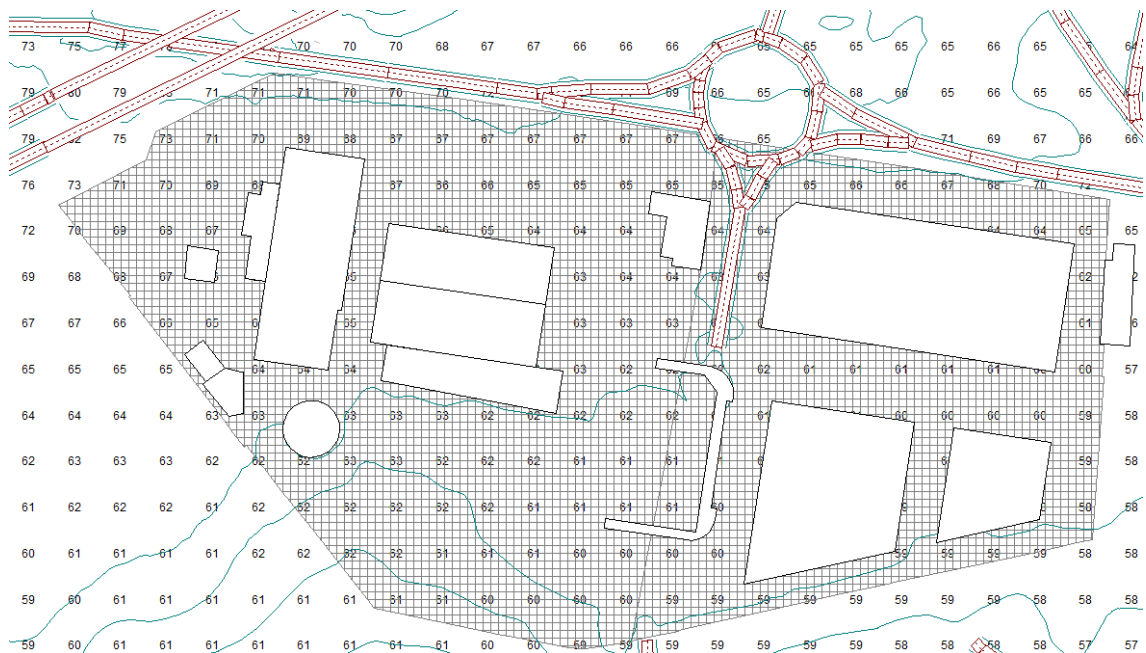 73 75 77 70 70 70 68 67 67 66 66 66 65 65 65 65 66 65 64
79 80 79 71 71 71 70 70 66 65 66 68 66 65 65 65 66
79 75 73 71 70 69 68 67 67 67 67 66 66 65 71 69 67 66 66
76 73 71 70 69 67 66 66 65 65 65 65 65 66 66 67 68 70 72
72 70 69 68 67 66 65 64 64 64 64 64 64 65 65
69 68 68 67 63 64 64 63 62
67 67 66 66 65 65 63 63 63 61 6
65 65 65 65 64 64 64 63 62 62 61 61 61 61 61 60 57
64 64 64 64 63 63 63 63 63 62 62 62 62 61 60 60 60 60 59 58
62 63 63 63 62 62 62 63 63 62 62 62 61 61 61 59 58
61 62 62 61 61 62 62 62 62 62 61 61 61 61 60 58
60 61 61 61 61 62 62 62 62 61 61 61 60 60 60 60 59 59 59 58 58 58
59 60 61 61 61 61 61 61 61 61 60 60 60 60 59 59 59 59 59 59 59 58 58 58 58
59 60 61 61 61 61 61 61 61 61 60 60 59 59 59 59 59 59 59 58 58 57 57